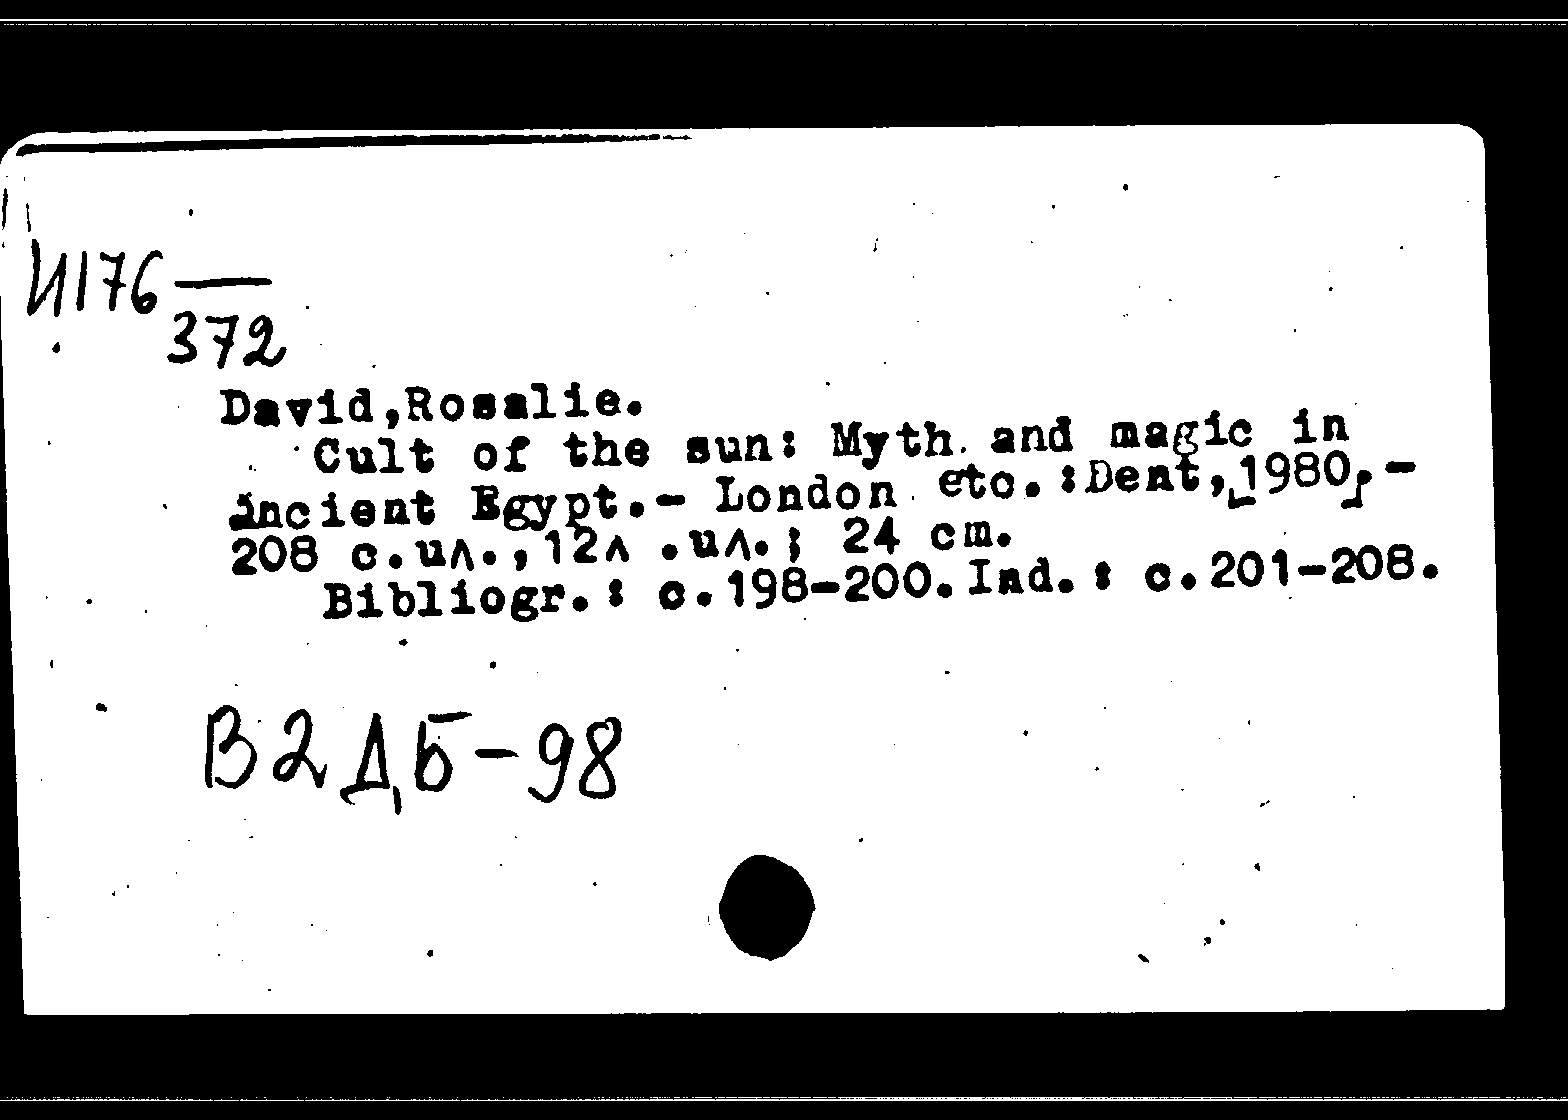 И176 —
372
David,Rosalie.
Cult of the sun: Myth and magic in
ancient Egypt.- London etc.:Dent,[1980].-
208 с.ил.,12л .ил.; 24 cm.
Bibliogr.: с.198-200.Ind.: с.201-208.
В2ДБ-98